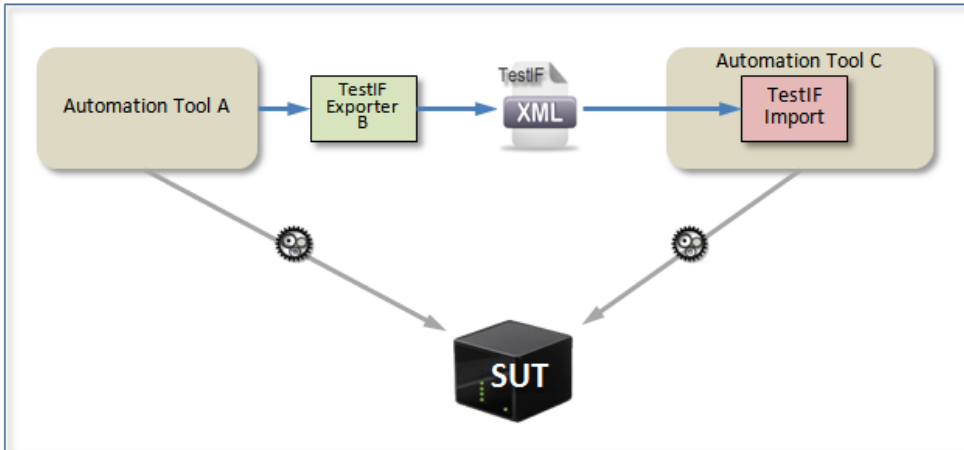 Automation Tool A
TestIF
Exporter
B
TestIF
XML
Automation Tool C
TestIF
Import
SUT